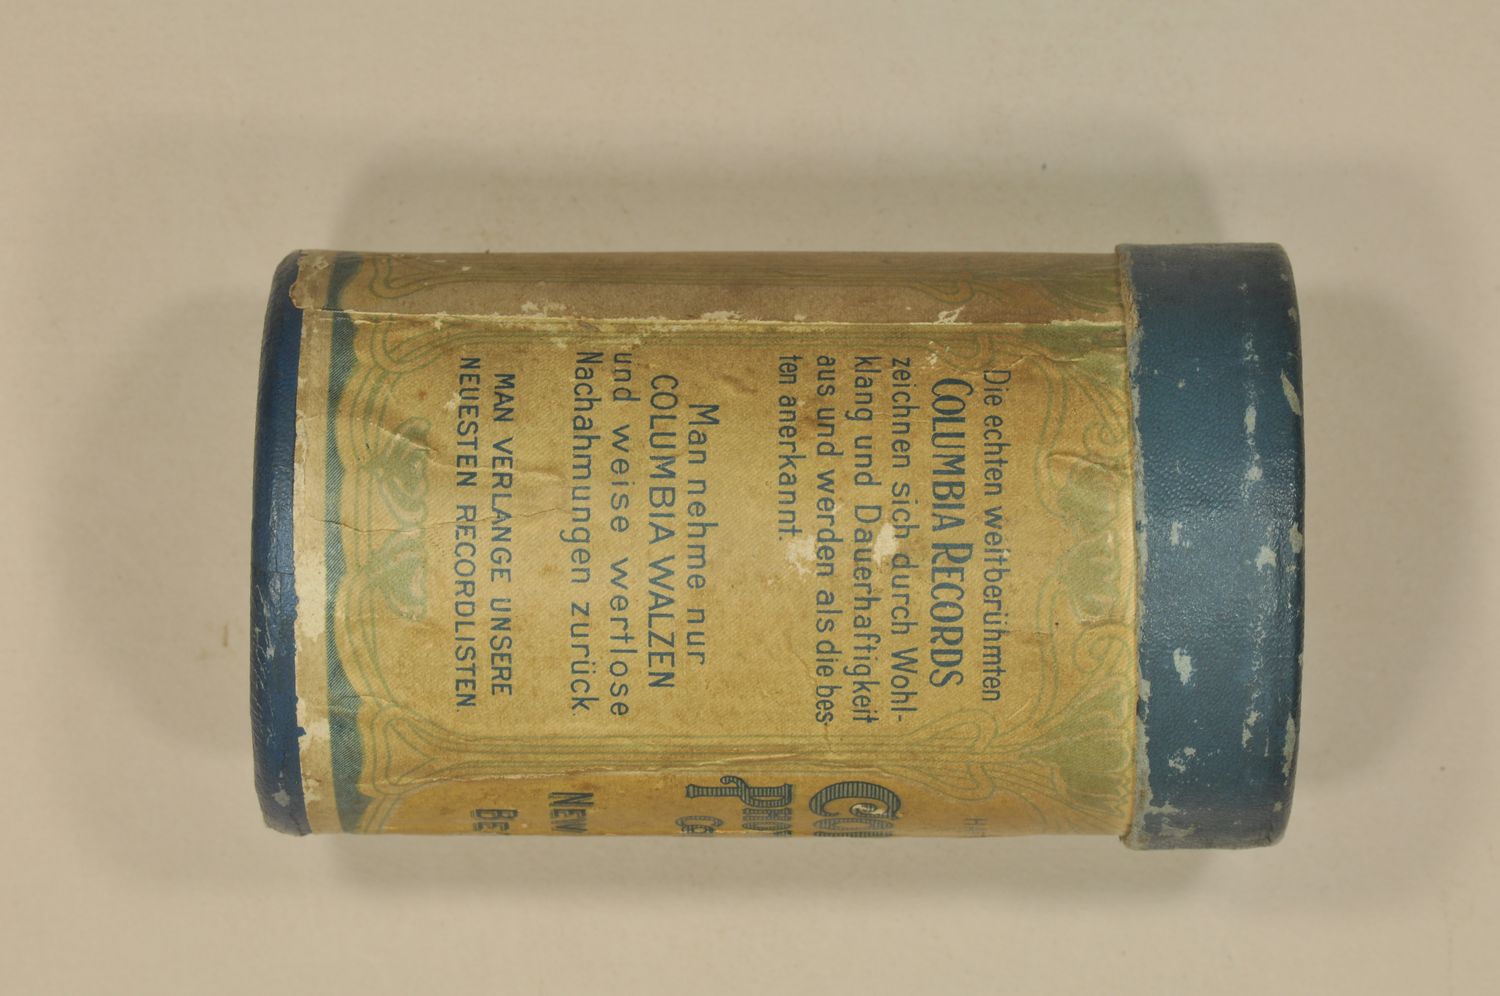 Die echten weitberühmten
COLUMBIA RECORDS
zeichnen sich durch Wohl-
klang und Dauerhaftigkeit
aus und werden als die bes-
ten anerkannt.
Man nehme nur
COLUMBIA WALZEN
und weise wertlose
Nachahmungen zurück.
MAN VERLANGE UNSERE
NEUESTEN RECORDLISTEN